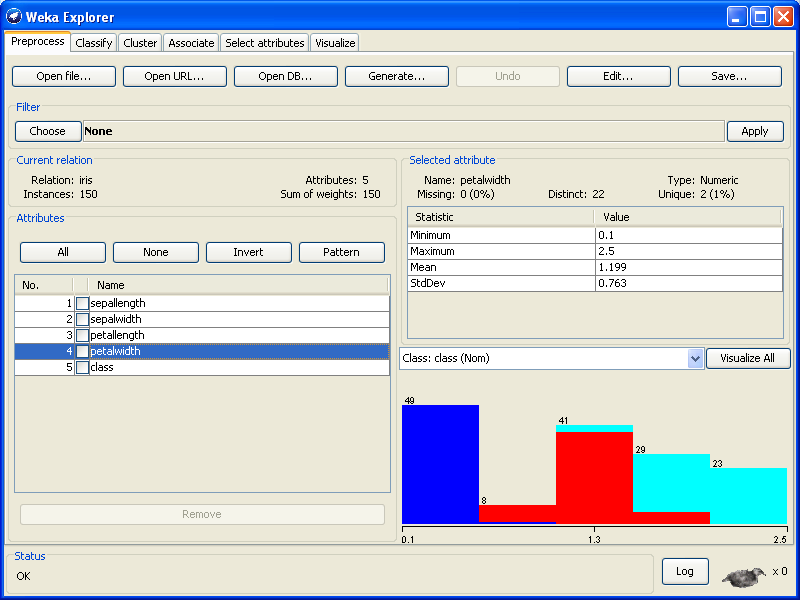 Weka Explorer
Preprocess Classify Cluster Associate Select attributes Visualize
Open file... Open URL... Open DB... Generate... Undo Edit... Save...
Filter
Choose None Apply
Current relation
Relation: iris Attributes: 5
Instances: 150 Sum of weights: 150
Selected attribute
Name: petalwidth Type: Numeric
Missing: 0 (0%) Distinct: 22 Unique: 2 (1%)
Attributes
All None Invert Pattern
No. Name
1 sepallength
2 sepalwidth
3 petallength
4 petalwidth
5 class
Remove
Statistic Value
Minimum 0.1
Maximum 2.5
Mean 1.199
StdDev 0.763
Class: class (Nom) Visualize All
49
8
41
29
23
0.1 1.3 2.5
Status
OK
Log x 0